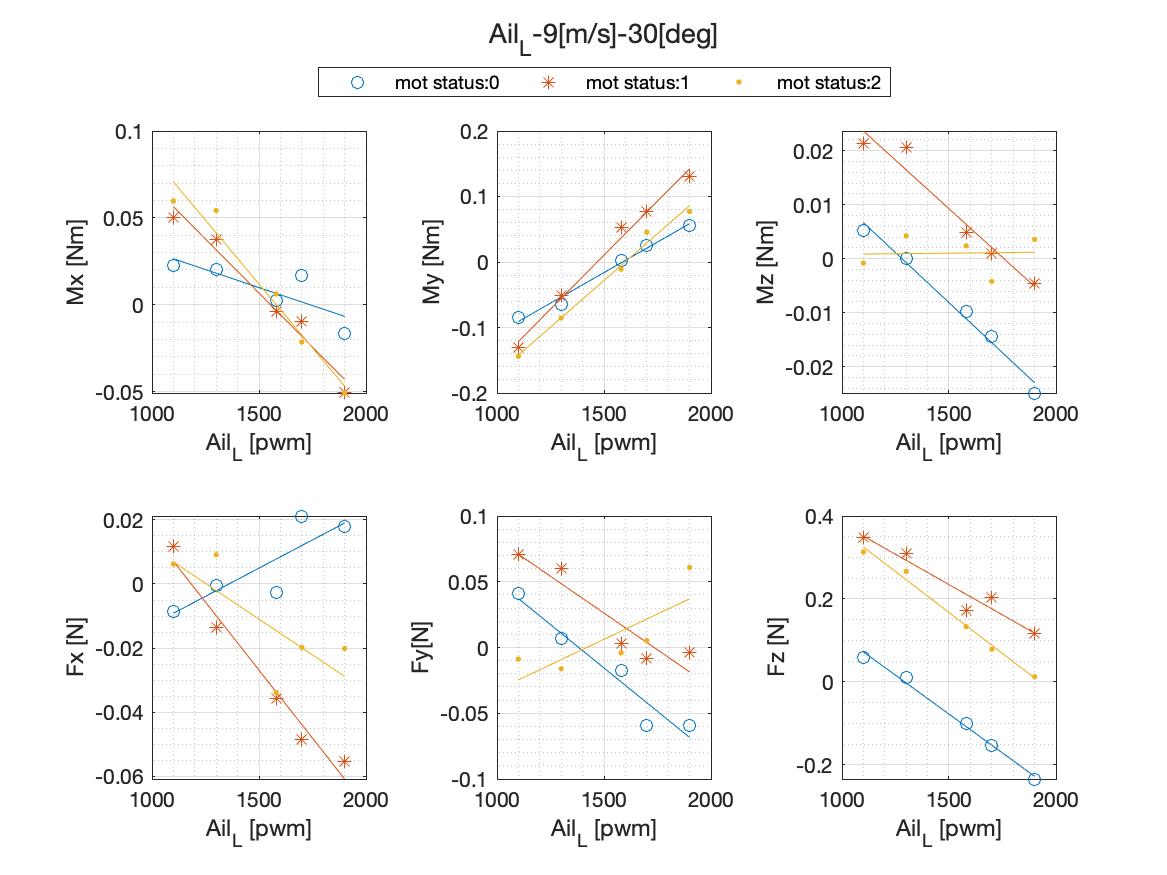 Ail_L-9[m/s]-30[deg]
mot status:0 mot status:1 mot status:2
0.1
0.05
0
-0.05
Mx [Nm]
1000 1500 2000
Ail_L [pwm]
0.2
0.1
0
-0.1
-0.2
My [Nm]
1000 1500 2000
Ail_L [pwm]
0.02
0.01
0
-0.01
-0.02
Mz [Nm]
1000 1500 2000
Ail_L [pwm]
0.02
0
-0.02
-0.04
-0.06
Fx [N]
1000 1500 2000
Ail_L [pwm]
0.1
0.05
0
-0.05
-0.1
Fy[N]
1000 1500 2000
Ail_L [pwm]
0.4
0.2
0
-0.2
Fz [N]
1000 1500 2000
Ail_L [pwm]